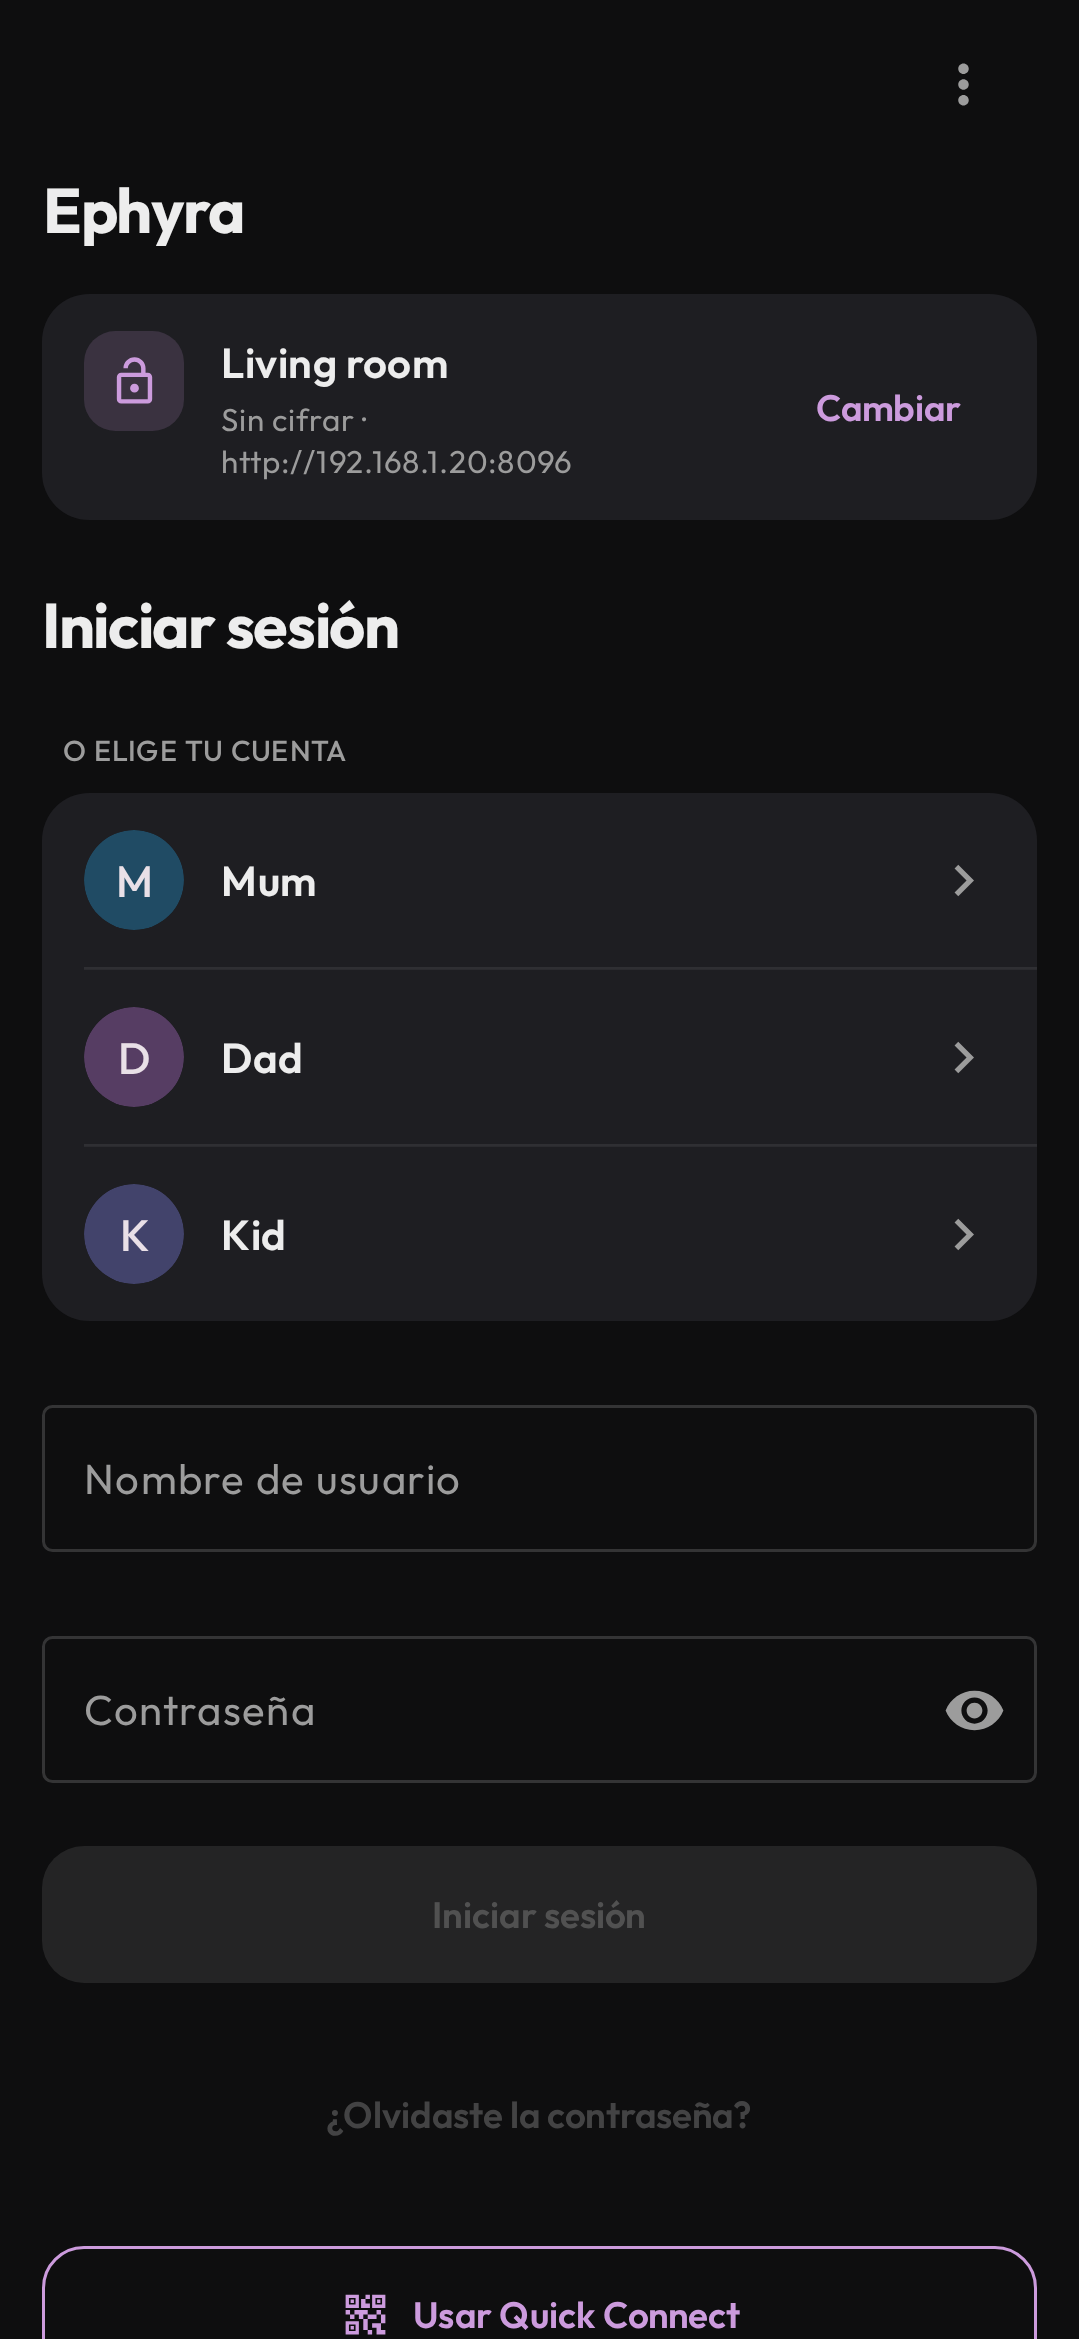 Ephyra
Living room
Sin cifrar ·
http://192.168.1.20:8096
Cambiar
Iniciar sesión
O ELIGE TU CUENTA
M
Mum
D
Dad
K
Kid
Nombre de usuario
Contraseña
Iniciar sesión
¿Olvidaste la contraseña?
Usar Quick Connect